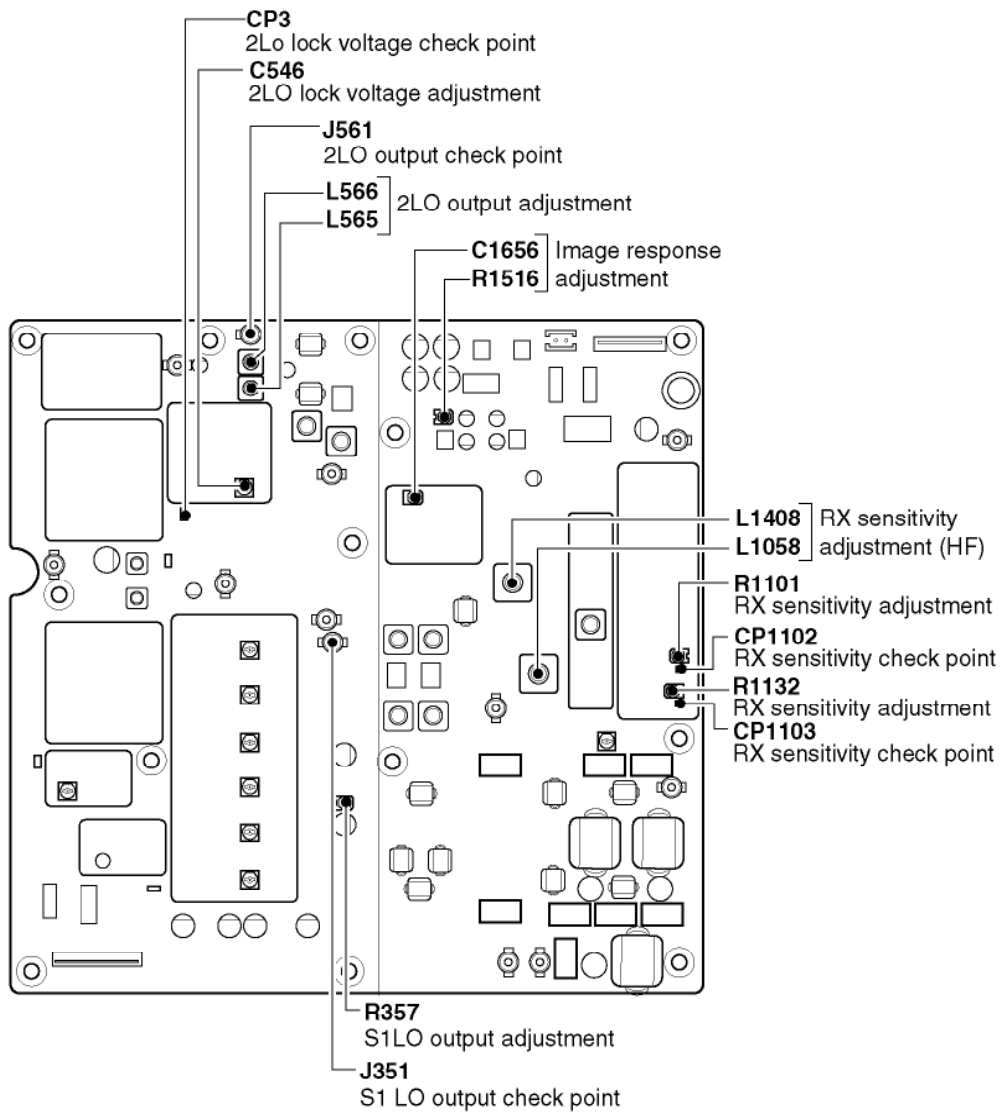 CP3
2Lo lock voltage check point
C546
2LO lock voltage adjustment
J561
2LO output check point
L566
L565
2LO output adjustment
C1656
R1516
Image response
adjustment
L1408
L1058
RX sensitivity
adjustment (HF)
R1101
RX sensitivity adjustment
CP1102
RX sensitivity check point
R1132
RX sensitivity adjustment
CP1103
RX sensitivity check point
R357
S1LO output adjustment
J351
S1 LO output check point